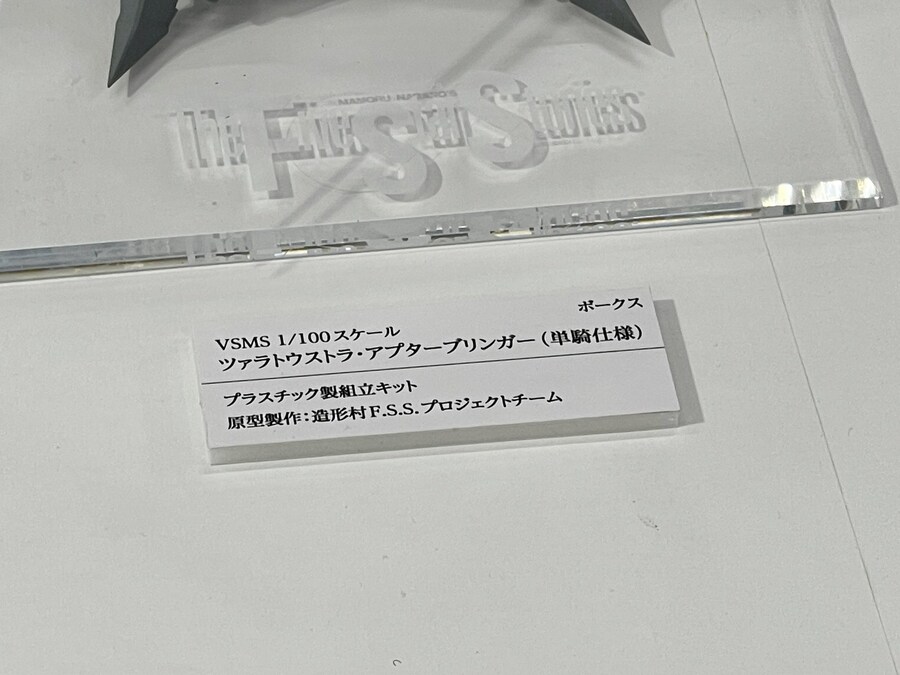 MAMORU NAGANO'S
The Five Star Stories
ボークス
VSMS 1/100スケール
ツァラトウストラ・アプターブリンガー(単騎仕様)
プラスチック製組立キット
原型製作:造形村F.S.S.プロジェクトチーム